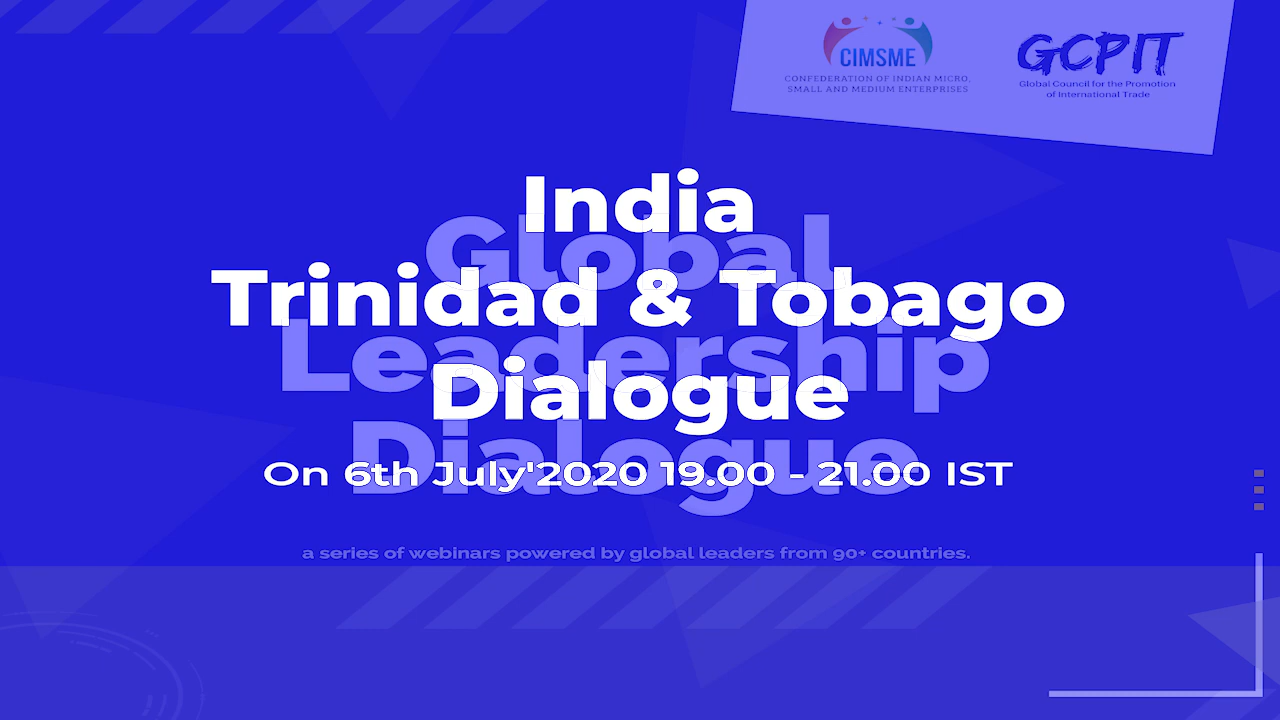 CIMSME
CONFEDERATION OF INDIAN MICRO,
SMALL AND MEDIUM ENTERPRISES
GCPIT
Global Council for the Promotion
of International Trade
India
Global
Trinidad & Tobago
Leadership
Dialogue
Dialogue
On 6th July'2020 19.00 - 21.00 IST
a series of webinars powered by global leaders from 90+ countries.